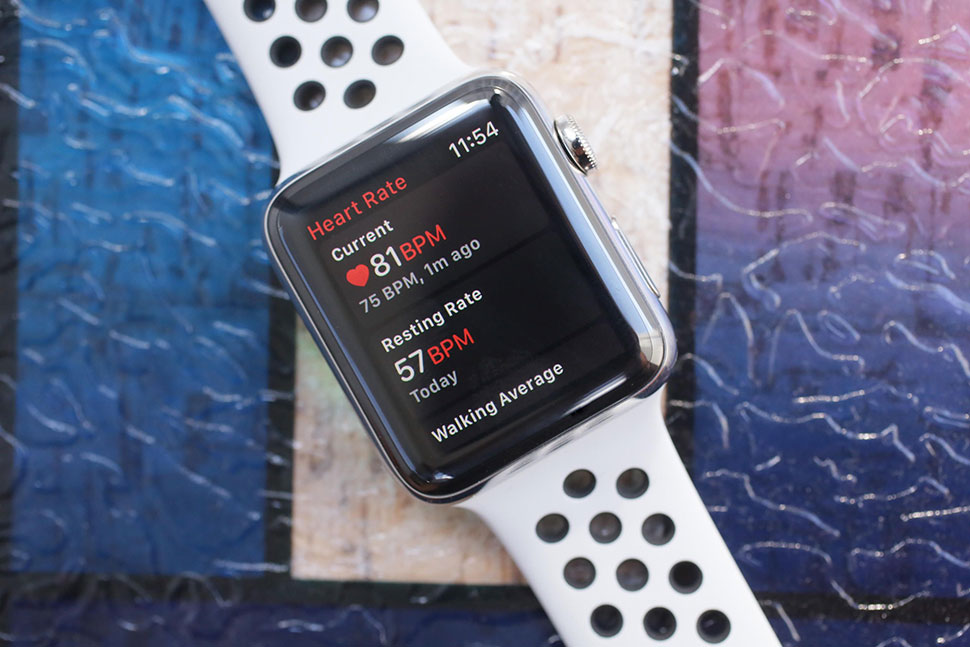 11:54
Heart Rate
Current
81BPM
75 BPM, 1m ago
Resting Rate
57BPM
Today
Walking Average